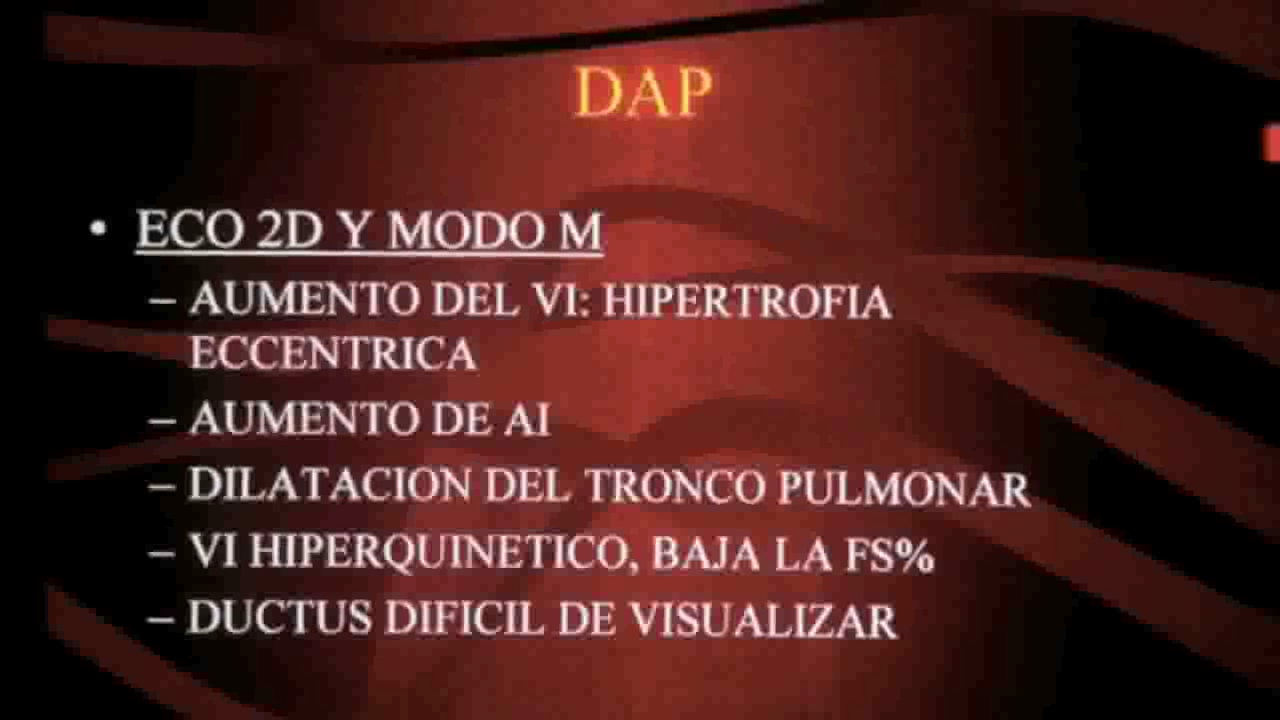 DAP
• ECO 2D Y MODO M
– AUMENTO DEL VI: HIPERTROFIA
ECCENTRICA
– AUMENTO DE AI
– DILATACION DEL TRONCO PULMONAR
– VI HIPERQUINETICO, BAJA LA FS%
– DUCTUS DIFICIL DE VISUALIZAR